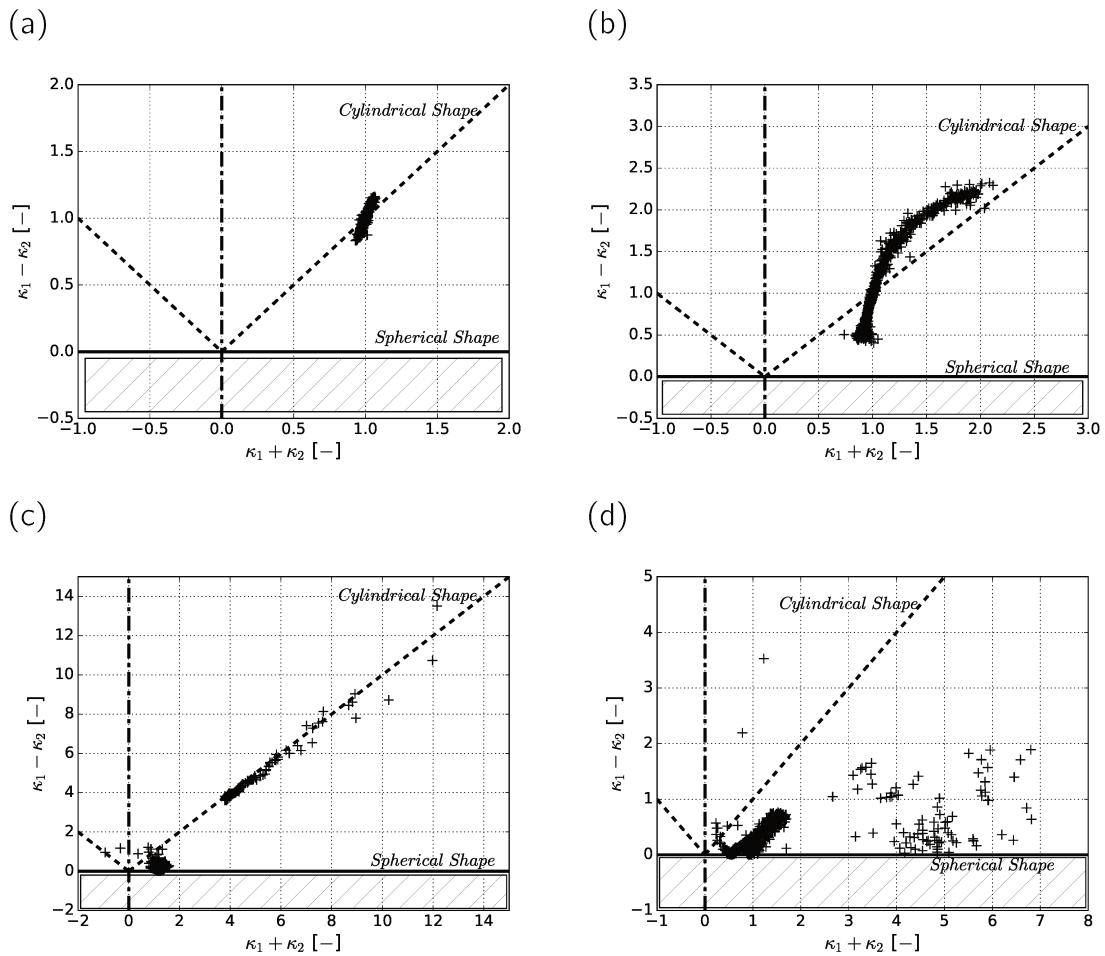 (a)
(b)
2.0
1.5
1.0
0.5
0.0
−0.5
κ1 − κ2 [−]
Cylindrical Shape
Spherical Shape
−1.0 −0.5 0.0 0.5 1.0 1.5 2.0
κ1 + κ2 [−]
3.5
3.0
2.5
2.0
1.5
1.0
0.5
0.0
−0.5
κ1 − κ2 [−]
Cylindrical Shape
Spherical Shape
−1.0 −0.5 0.0 0.5 1.0 1.5 2.0 2.5 3.0
κ1 + κ2 [−]
(c)
(d)
14
12
10
8
6
4
2
0
−2
κ1 − κ2 [−]
Cylindrical Shape
Spherical Shape
−2 0 2 4 6 8 10 12 14
κ1 + κ2 [−]
5
4
3
2
1
0
−1
κ1 − κ2 [−]
Cylindrical Shape
Spherical Shape
−1 0 1 2 3 4 5 6 7 8
κ1 + κ2 [−]